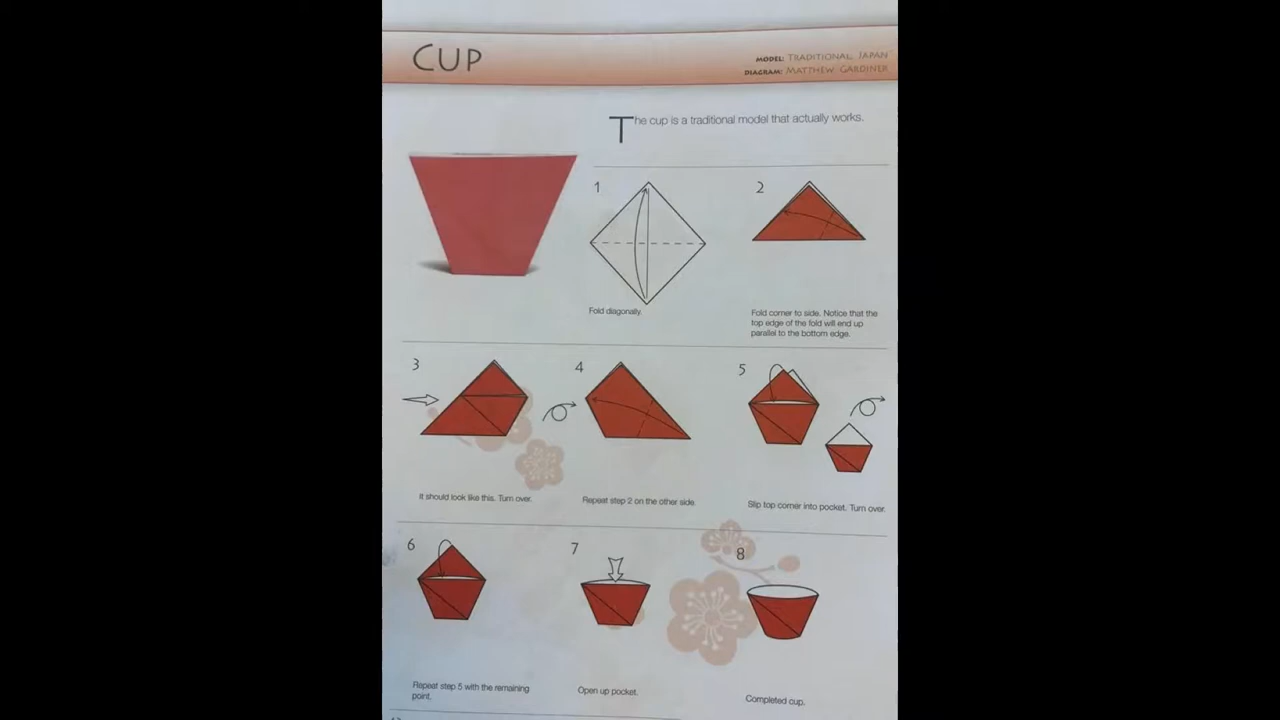 CUP
MODEL: TRADITIONAL, JAPAN
DIAGRAM: MATTHEW GARDINER
The cup is a traditional model that actually works.
1
Fold diagonally.
2
Fold corner to side. Notice that the
top edge of the fold will end up
parallel to the bottom edge.
3
It should look like this. Turn over.
4
Repeat step 2 on the other side.
5
Slip top corner into pocket. Turn over.
6
Repeat step 5 with the remaining
point.
7
Open up pocket.
8
Completed cup.